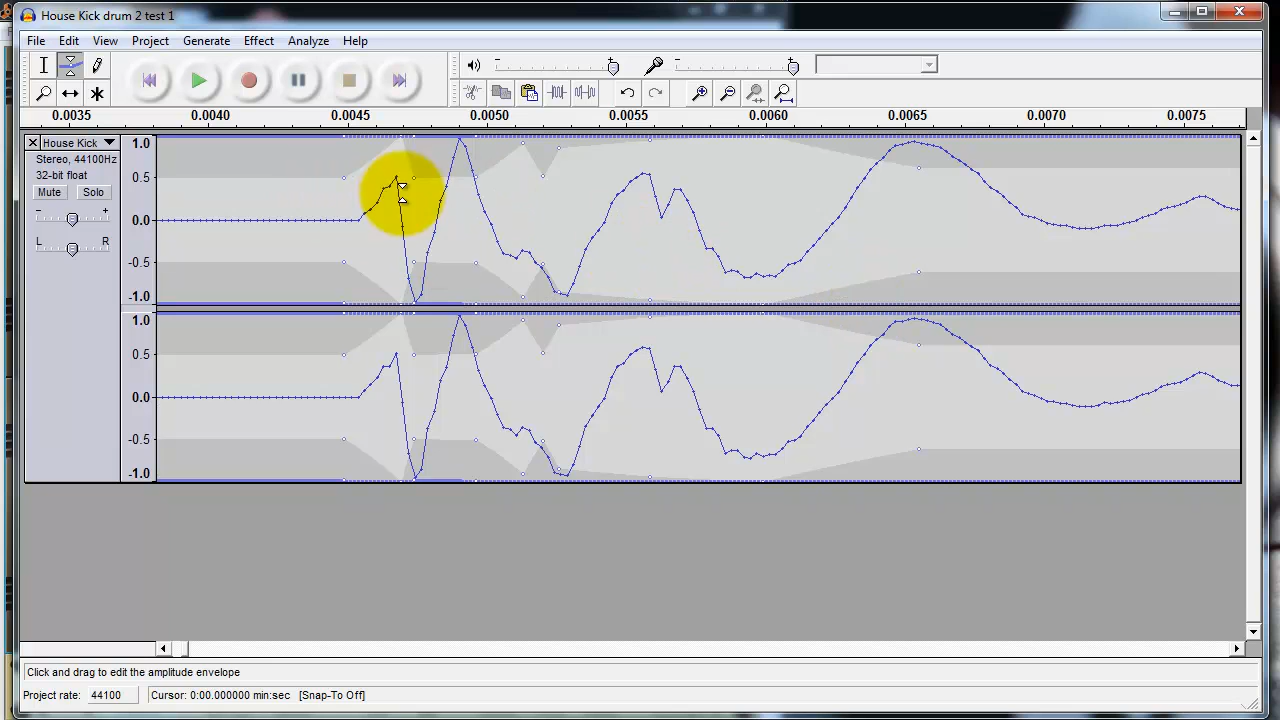 House Kick drum 2 test 1
File Edit View Project Generate Effect Analyze Help
0.0035 0.0040 0.0045 0.0050 0.0055 0.0060 0.0065 0.0070 0.0075
House Kick
Stereo, 44100Hz
32-bit float
Mute Solo
- +
L R
1.0
0.5
0.0
-0.5
-1.0
1.0
0.5
0.0
-0.5
-1.0
Click and drag to edit the amplitude envelope
Project rate: 44100 Cursor: 0:00.000000 min:sec [Snap-To Off]